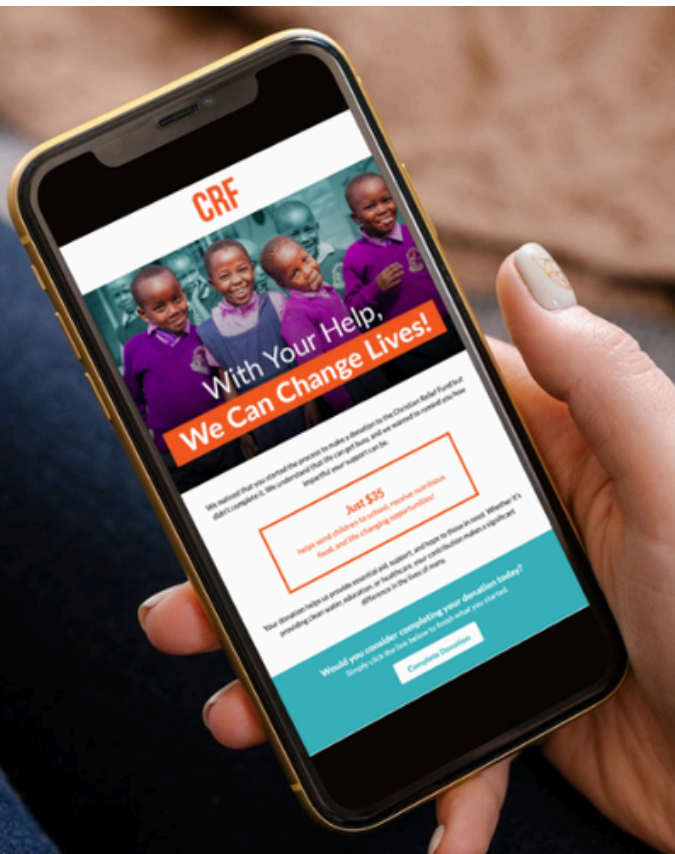 CRF
With Your Help,
We Can Change Lives!
We noticed that you started the process to make a donation to the Christian Relief Fund but
didn't complete it. We understand that life can get busy, and we wanted to remind you how
impactful your support can be.
Just $35
helps send children to school, receive nutritious
food, and life-changing opportunities!
Your donation helps us provide essential aid, support, and hope to those in need. Whether it's
providing clean water, education, or healthcare, your contribution makes a significant
difference in the lives of many.
Would you consider completing your donation today?
Simply click the link below to finish what you started.
Complete Donation